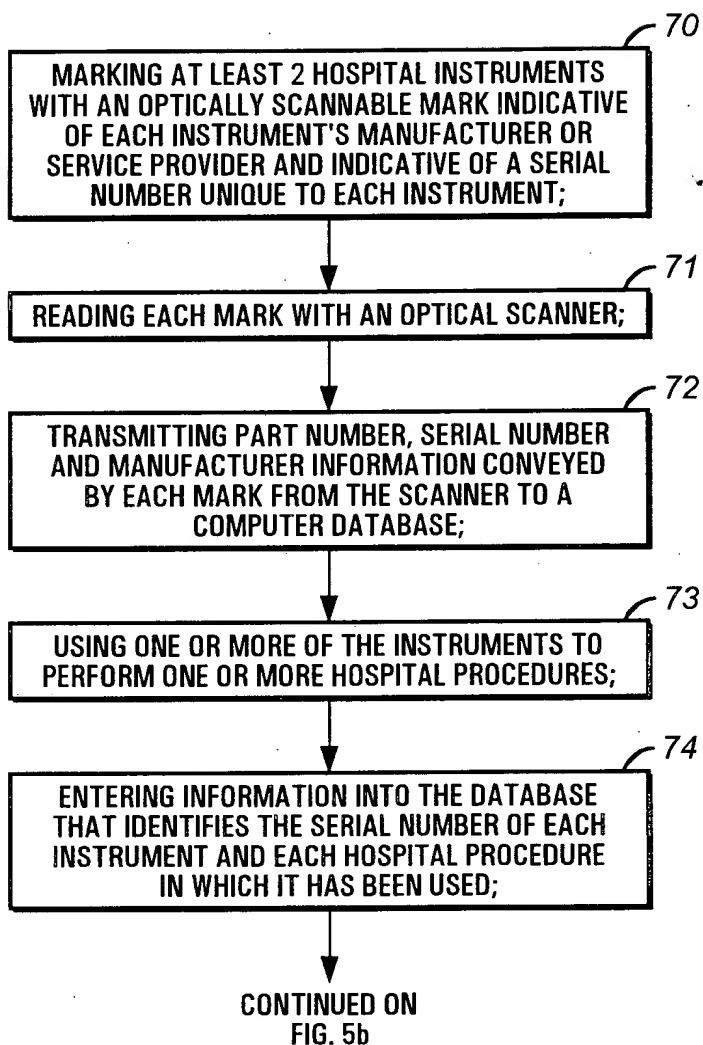 70
MARKING AT LEAST 2 HOSPITAL INSTRUMENTS
WITH AN OPTICALLY SCANNABLE MARK INDICATIVE
OF EACH INSTRUMENT'S MANUFACTURER OR
SERVICE PROVIDER AND INDICATIVE OF A SERIAL
NUMBER UNIQUE TO EACH INSTRUMENT;
71
READING EACH MARK WITH AN OPTICAL SCANNER;
72
TRANSMITTING PART NUMBER, SERIAL NUMBER
AND MANUFACTURER INFORMATION CONVEYED
BY EACH MARK FROM THE SCANNER TO A
COMPUTER DATABASE;
73
USING ONE OR MORE OF THE INSTRUMENTS TO
PERFORM ONE OR MORE HOSPITAL PROCEDURES;
74
ENTERING INFORMATION INTO THE DATABASE
THAT IDENTIFIES THE SERIAL NUMBER OF EACH
INSTRUMENT AND EACH HOSPITAL PROCEDURE
IN WHICH IT HAS BEEN USED;
CONTINUED ON
FIG. 5b